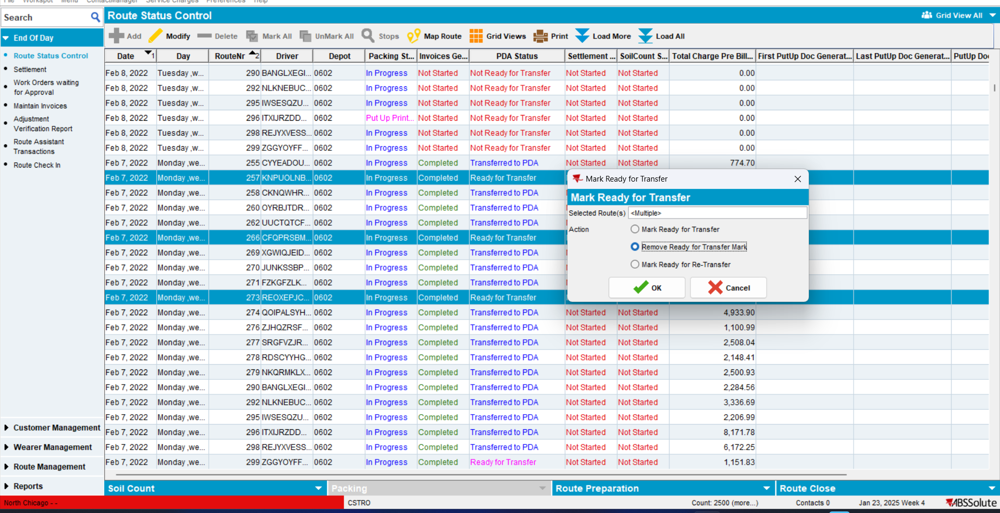 File Workspot Menu ContactManager Service Charges Preferences Help
Search
Route Status Control
Grid View All
End Of Day
Add Modify Delete Mark All UnMark All Stops Map Route Grid Views Print Load More Load All
Route Status Control
Settlement
Work Orders waiting
for Approval
Maintain Invoices
Adjustment
Verification Report
Route Assistant
Transactions
Route Check In
Customer Management
Wearer Management
Route Management
Reports
Date 1 Day RouteNr 2 Driver Depot Packing St... Invoices Ge... PDA Status Settlement ... SoilCount S... Total Charge Pre Bill... First PutUp Doc Generat... Last PutUp Doc Generat... PutUp Doc
Feb 8, 2022 Tuesday ,w... 290 BANGLXEGI... 0602 In Progress Not Started Not Ready for Transfer Not Started Not Started 0.00
Feb 8, 2022 Tuesday ,w... 292 NLKNEBUC... 0602 In Progress Not Started Not Ready for Transfer Not Started Not Started 0.00
Feb 8, 2022 Tuesday ,w... 295 IWSESQZU... 0602 In Progress Not Started Not Ready for Transfer Not Started Not Started 0.00
Feb 8, 2022 Tuesday ,w... 296 ITXIJRZDD... 0602 Put Up Print... Not Started Not Ready for Transfer Not Started Not Started 0.00
Feb 8, 2022 Tuesday ,w... 298 REJYXVESS... 0602 In Progress Not Started Not Ready for Transfer Not Started Not Started 0.00
Feb 8, 2022 Tuesday ,w... 299 ZGGYOYFF... 0602 In Progress Not Started Not Ready for Transfer Not Started Not Started 0.00
Feb 7, 2022 Monday ,we... 255 CYYEADOU... 0602 In Progress Completed Transferred to PDA Not Started Not Started 774.70
Feb 7, 2022 Monday ,we... 257 KNPUOLNB... 0602 In Progress Completed Ready for Transfer
Feb 7, 2022 Monday ,we... 258 CKNQWHR... 0602 In Progress Completed Transferred to PDA
Feb 7, 2022 Monday ,we... 260 OYRBJTDR... 0602 In Progress Completed Transferred to PDA
Feb 7, 2022 Monday ,we... 262 UUCTQTCF... 0602 In Progress Completed Transferred to PDA
Feb 7, 2022 Monday ,we... 266 CFQPRSBM... 0602 In Progress Completed Ready for Transfer
Feb 7, 2022 Monday ,we... 269 XGWIQJEID... 0602 In Progress Completed Transferred to PDA
Feb 7, 2022 Monday ,we... 270 JUNKSSBP... 0602 In Progress Completed Transferred to PDA
Feb 7, 2022 Monday ,we... 271 FZKGFZLK... 0602 In Progress Completed Transferred to PDA
Feb 7, 2022 Monday ,we... 273 REOXEPJC... 0602 In Progress Completed Ready for Transfer
Feb 7, 2022 Monday ,we... 274 QOIPALSYH... 0602 In Progress Completed Transferred to PDA Not Started Not Started 4,933.90
Feb 7, 2022 Monday ,we... 276 ZJHQZRSF... 0602 In Progress Completed Transferred to PDA Not Started Not Started 1,100.99
Feb 7, 2022 Monday ,we... 277 SRGFVZJR... 0602 In Progress Completed Transferred to PDA Not Started Not Started 2,508.04
Feb 7, 2022 Monday ,we... 278 RDSCYYHG... 0602 In Progress Completed Transferred to PDA Not Started Not Started 2,148.41
Feb 7, 2022 Monday ,we... 279 NKQRMKLX... 0602 In Progress Completed Transferred to PDA Not Started Not Started 2,500.93
Feb 7, 2022 Monday ,we... 290 BANGLXEGI... 0602 In Progress Completed Transferred to PDA Not Started Not Started 2,284.56
Feb 7, 2022 Monday ,we... 292 NLKNEBUC... 0602 In Progress Completed Transferred to PDA Not Started Not Started 3,336.69
Feb 7, 2022 Monday ,we... 295 IWSESQZU... 0602 In Progress Completed Transferred to PDA Not Started Not Started 2,206.99
Feb 7, 2022 Monday ,we... 296 ITXIJRZDD... 0602 In Progress Completed Transferred to PDA Not Started Not Started 8,171.78
Feb 7, 2022 Monday ,we... 298 REJYXVESS... 0602 In Progress Completed Transferred to PDA Not Started Not Started 6,172.25
Feb 7, 2022 Monday ,we... 299 ZGGYOYFF... 0602 In Progress Completed Ready for Transfer Not Started Not Started 1,151.83
Mark Ready for Transfer
Mark Ready for Transfer
Selected Route(s) <Multiple>
Action Mark Ready for Transfer
Remove Ready for Transfer Mark
Mark Ready for Re-Transfer
OK Cancel
Soil Count Packing Route Preparation Route Close
North Chicago - - CSTRO Count: 2500 (more...) Contacts 0 Jan 23, 2025 Week 4 ABSSolute